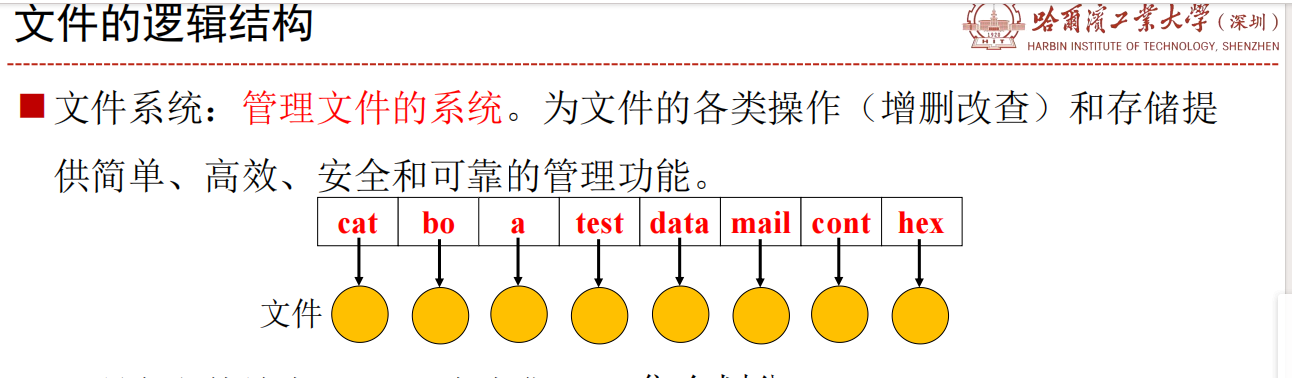 文件的逻辑结构
哈爾濱工業大學(深圳)
HARBIN INSTITUTE OF TECHNOLOGY, SHENZHEN
1920
HIT
文件系统：管理文件的系统。为文件的各类操作（增删改查）和存储提
供简单、高效、安全和可靠的管理功能。
cat bo a test data mail cont hex
文件